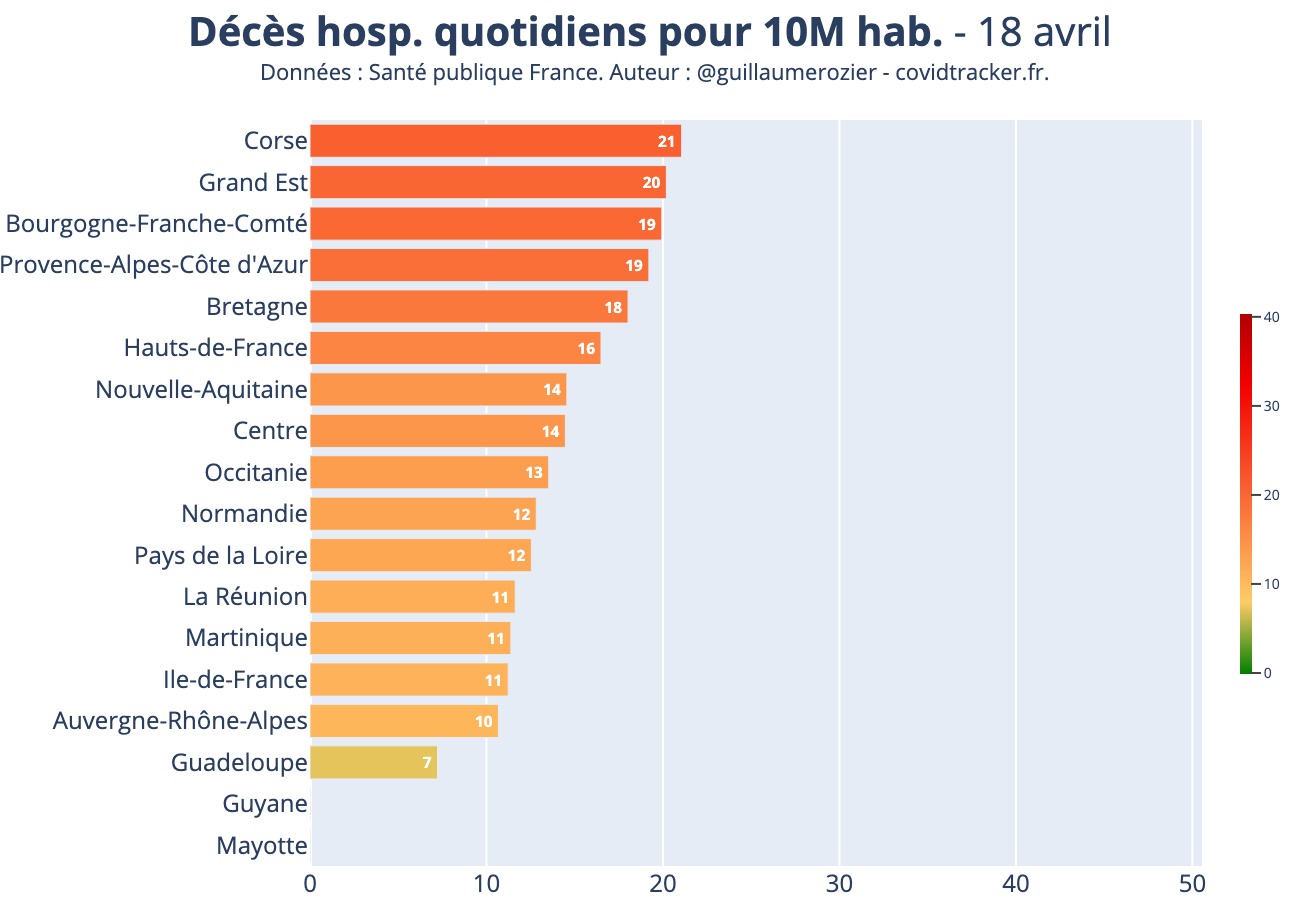 Décès hosp. quotidiens pour 10M hab. - 18 avril
Données : Santé publique France. Auteur : @guillaumerozier - covidtracker.fr.
Corse 21
Grand Est 20
Bourgogne-Franche-Comté 19
Provence-Alpes-Côte d'Azur 19
Bretagne 18
Hauts-de-France 16
Nouvelle-Aquitaine 14
Centre 14
Occitanie 13
Normandie 12
Pays de la Loire 12
La Réunion 11
Martinique 11
Ile-de-France 11
Auvergne-Rhône-Alpes 10
Guadeloupe 7
Guyane
Mayotte
0 10 20 30 40 50
40
30
20
10
0